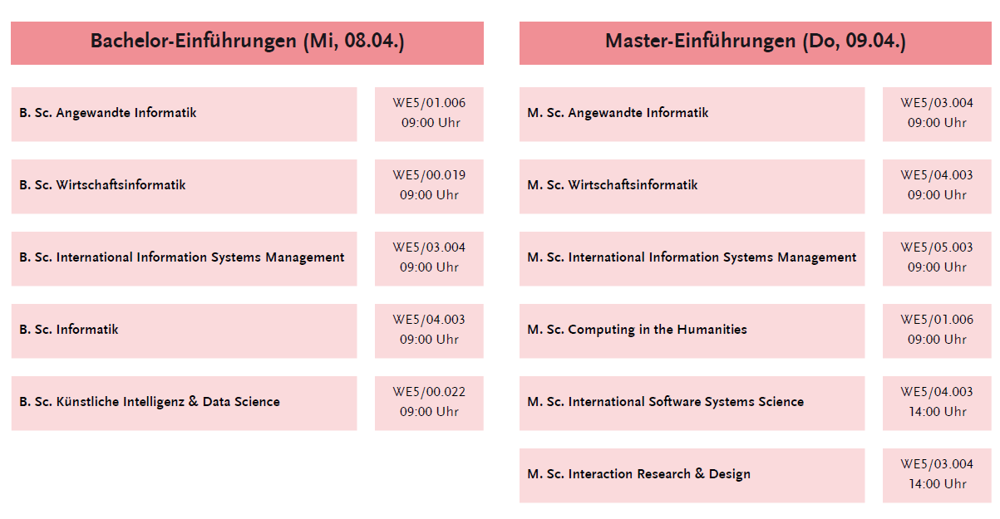 Bachelor-Einführungen (Mi, 08.04.)
B. Sc. Angewandte Informatik
WE5/01.006
09:00 Uhr
B. Sc. Wirtschaftsinformatik
WE5/00.019
09:00 Uhr
B. Sc. International Information Systems Management
WE5/03.004
09:00 Uhr
B. Sc. Informatik
WE5/04.003
09:00 Uhr
B. Sc. Künstliche Intelligenz & Data Science
WE5/00.022
09:00 Uhr
Master-Einführungen (Do, 09.04.)
M. Sc. Angewandte Informatik
WE5/03.004
09:00 Uhr
M. Sc. Wirtschaftsinformatik
WE5/04.003
09:00 Uhr
M. Sc. International Information Systems Management
WE5/05.003
09:00 Uhr
M. Sc. Computing in the Humanities
WE5/01.006
09:00 Uhr
M. Sc. International Software Systems Science
WE5/04.003
14:00 Uhr
M. Sc. Interaction Research & Design
WE5/03.004
14:00 Uhr